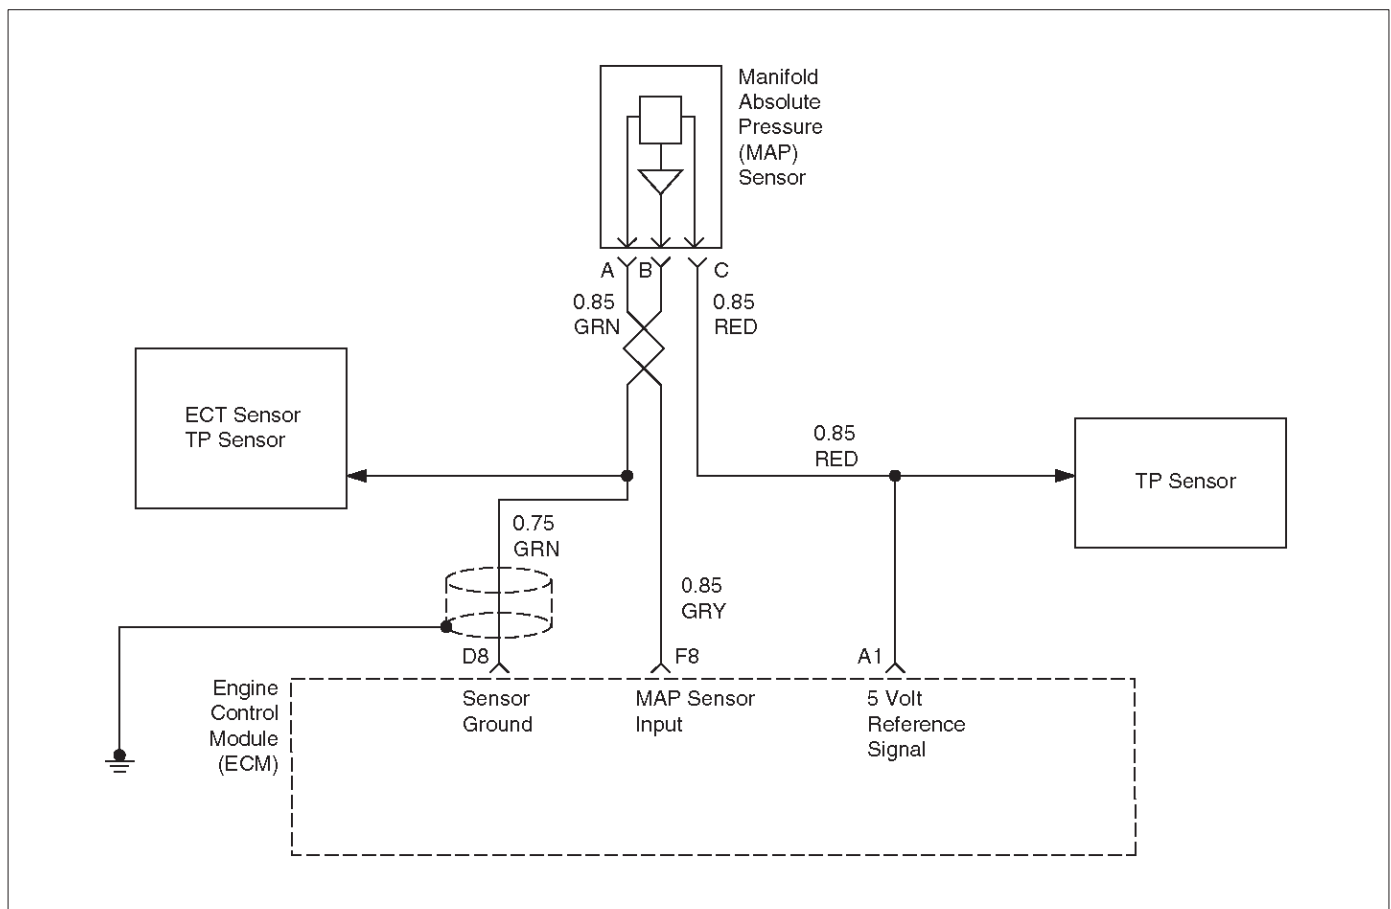 Manifold
Absolute
Pressure
(MAP)
Sensor
A
B
C
0.85
GRN
0.85
RED
ECT Sensor
TP Sensor
0.85
RED
TP Sensor
0.75
GRN
0.85
GRY
D8
F8
A1
Engine
Control
Module
(ECM)
Sensor
Ground
MAP Sensor
Input
5 Volt
Reference
Signal